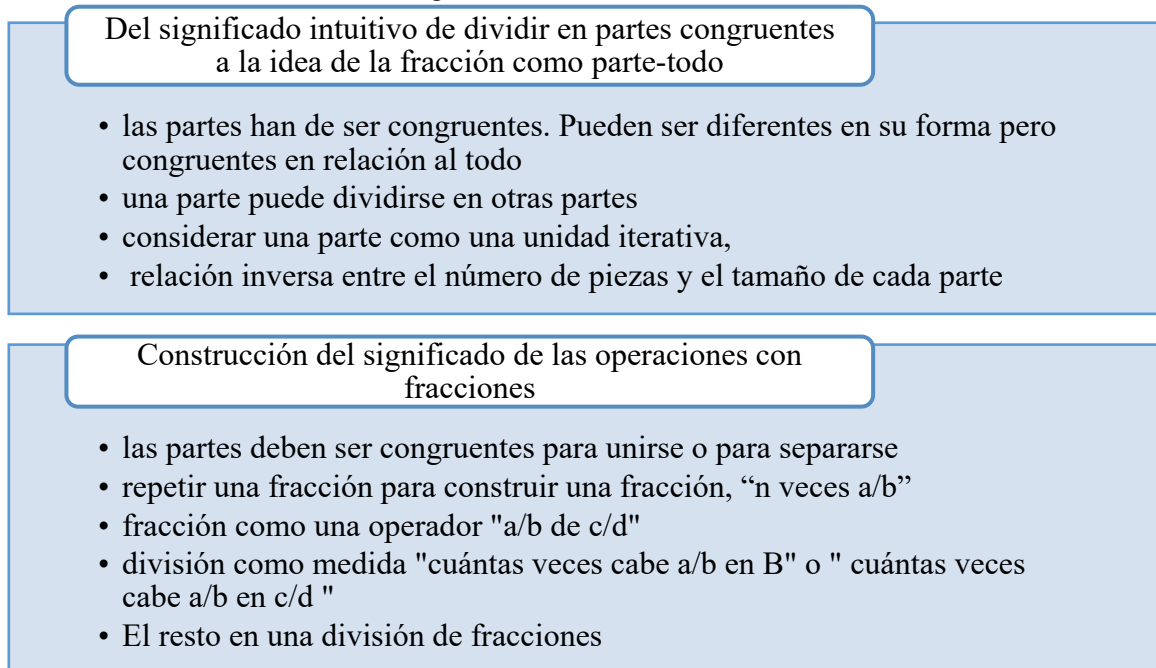 Del significado intuitivo de dividir en partes congruentes
a la idea de la fracción como parte-todo
• las partes han de ser congruentes. Pueden ser diferentes en su forma pero
congruentes en relación al todo
• una parte puede dividirse en otras partes
• considerar una parte como una unidad iterativa,
• relación inversa entre el número de piezas y el tamaño de cada parte
Construcción del significado de las operaciones con
fracciones
• las partes deben ser congruentes para unirse o para separarse
• repetir una fracción para construir una fracción, “n veces a/b”
• fracción como una operador "a/b de c/d"
• división como medida "cuántas veces cabe a/b en B" o " cuántas veces
cabe a/b en c/d "
• El resto en una división de fracciones